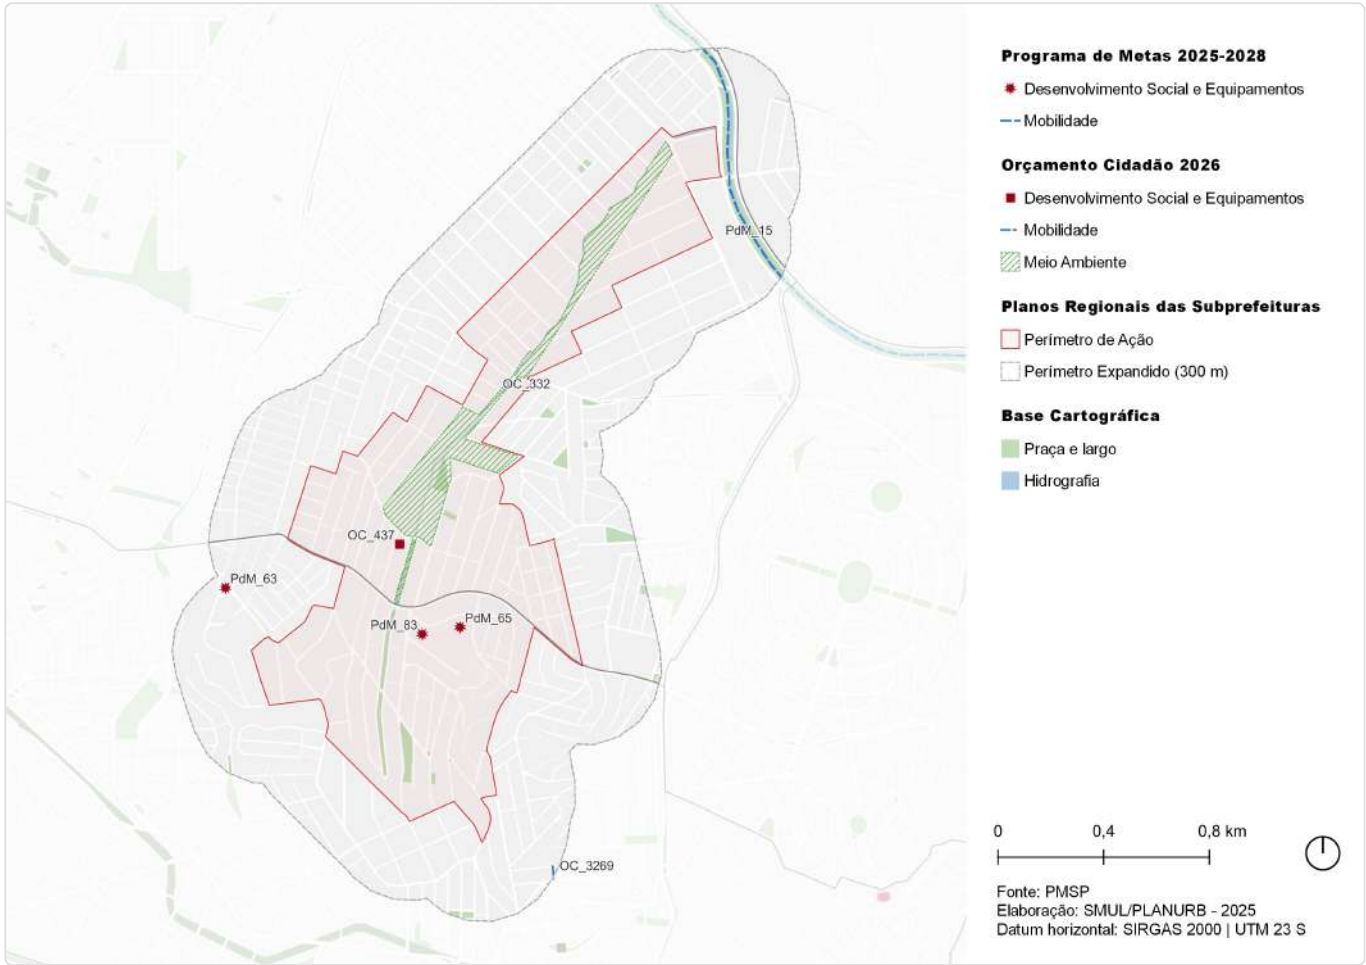 Programa de Metas 2025-2028
Desenvolvimento Social e Equipamentos
Mobilidade
Orçamento Cidadão 2026
Desenvolvimento Social e Equipamentos
Mobilidade
Meio Ambiente
Planos Regionais das Subprefeituras
Perímetro de Ação
Perímetro Expandido (300 m)
Base Cartográfica
Praça e largo
Hidrografia
PdM_15
OC_332
OC_437
PdM_63
PdM_83
PdM_65
OC_3269
0 0,4 0,8 km
Fonte: PMSP
Elaboração: SMUL/PLANURB - 2025
Datum horizontal: SIRGAS 2000 | UTM 23 S